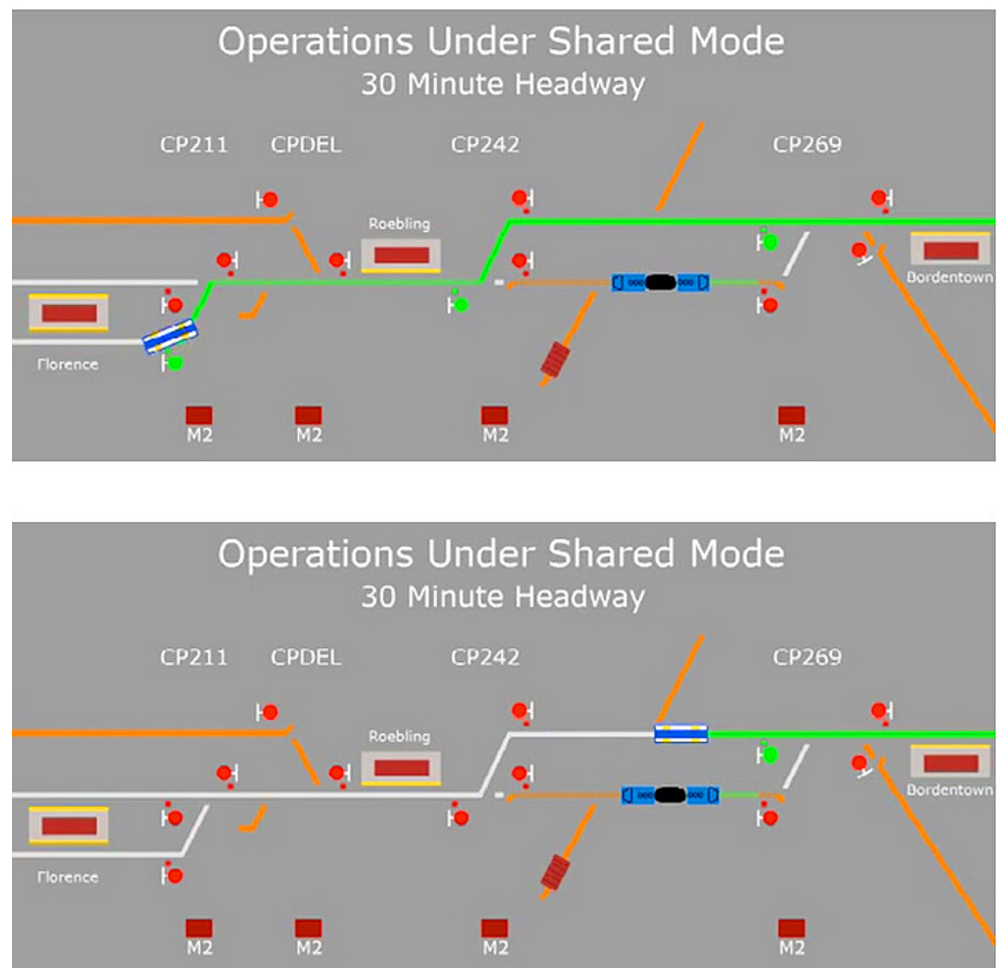 Operations Under Shared Mode
30 Minute Headway
CP211 CPDEL CP242 CP269
Roebling
Bordentown
Florence
M2 M2 M2 M2
Operations Under Shared Mode
30 Minute Headway
CP211 CPDEL CP242 CP269
Roebling
Bordentown
Florence
M2 M2 M2 M2